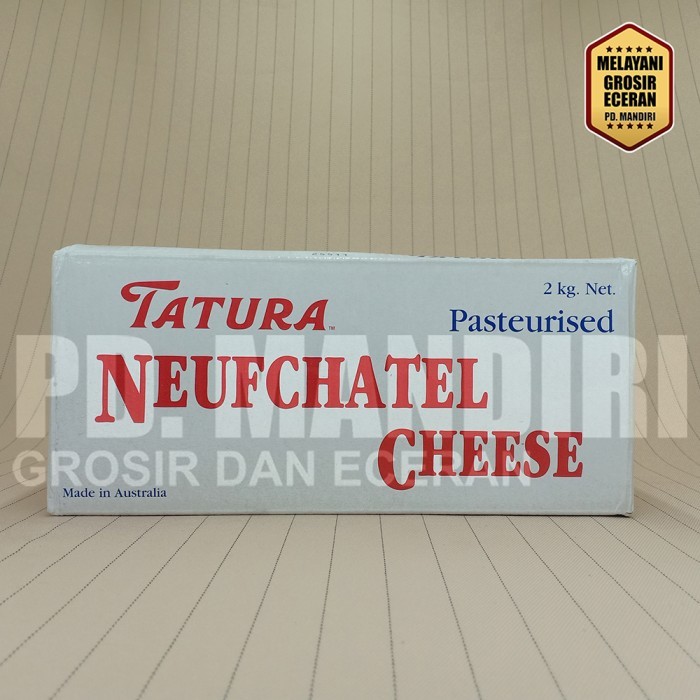 MELAYANI
GROSIR
ECERAN
PD. MANDIRI
2 kg. Net.
TATURA™
Pasteurised
PD. MANDIRI
NEUFCHATEL
GROSIR DAN ECERAN
CHEESE
Made in Australia